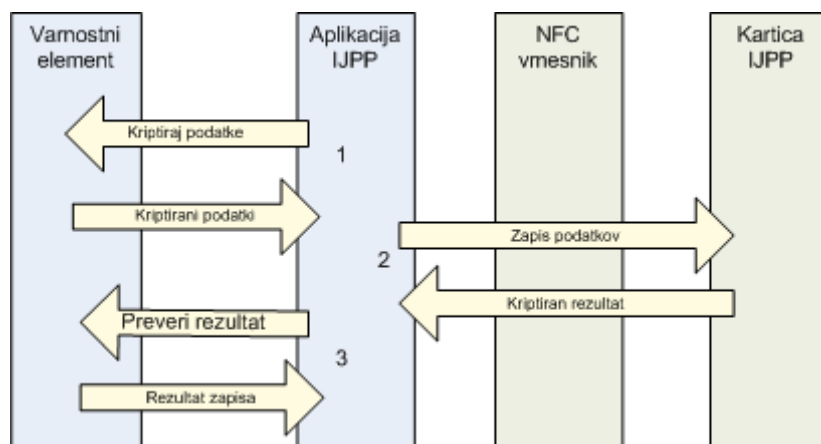 Varnostni
element
Aplikacija
IJPP
NFC
vmesnik
Kartica
IJPP
Kriptiraj podatke
1
Kriptirani podatki
Zapis podatkov
2
Kriptiran rezultat
Preveri rezultat
3
Rezultat zapisa